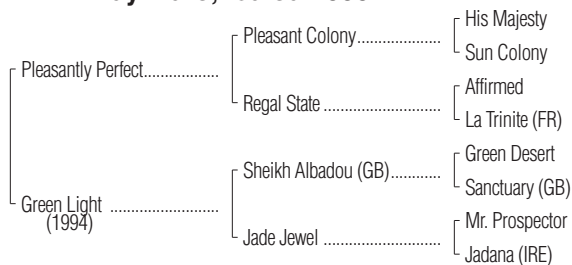 His Majesty
Pleasant Colony
Sun Colony
Pleasantly Perfect
Affirmed
Regal State
La Trinite (FR)
Green Desert
Sheikh Albadou (GB)
Sanctuary (GB)
Green Light
(1994)
Mr. Prospector
Jade Jewel
Jadana (IRE)